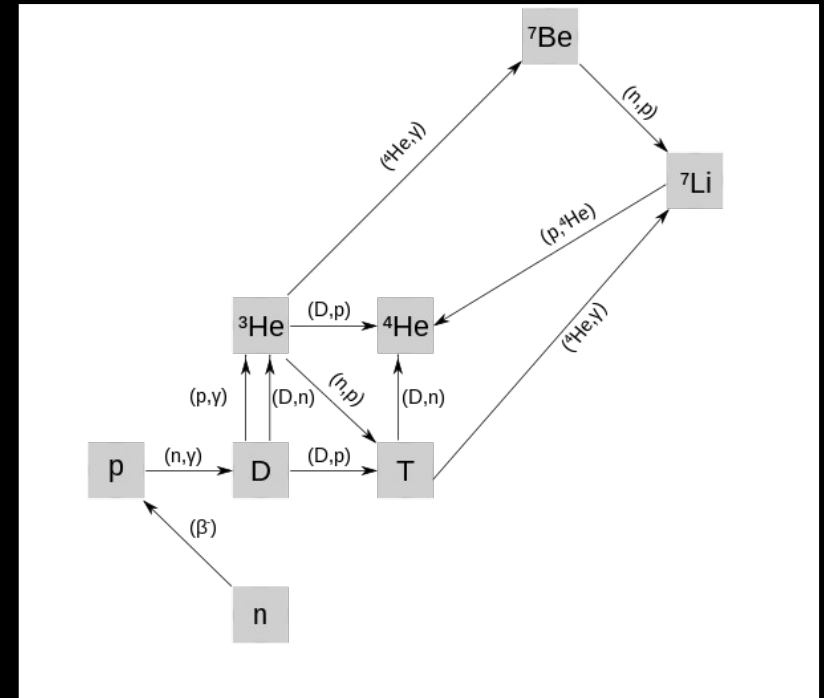 ⁷Be
(n,p)
(⁴He,γ)
⁷Li
(p,⁴He)
³He
(D,p)
⁴He
(⁴He,γ)
(p,γ)
(D,n)
(n,p)
(D,n)
p
(n,γ)
D
(D,p)
T
(β⁻)
n